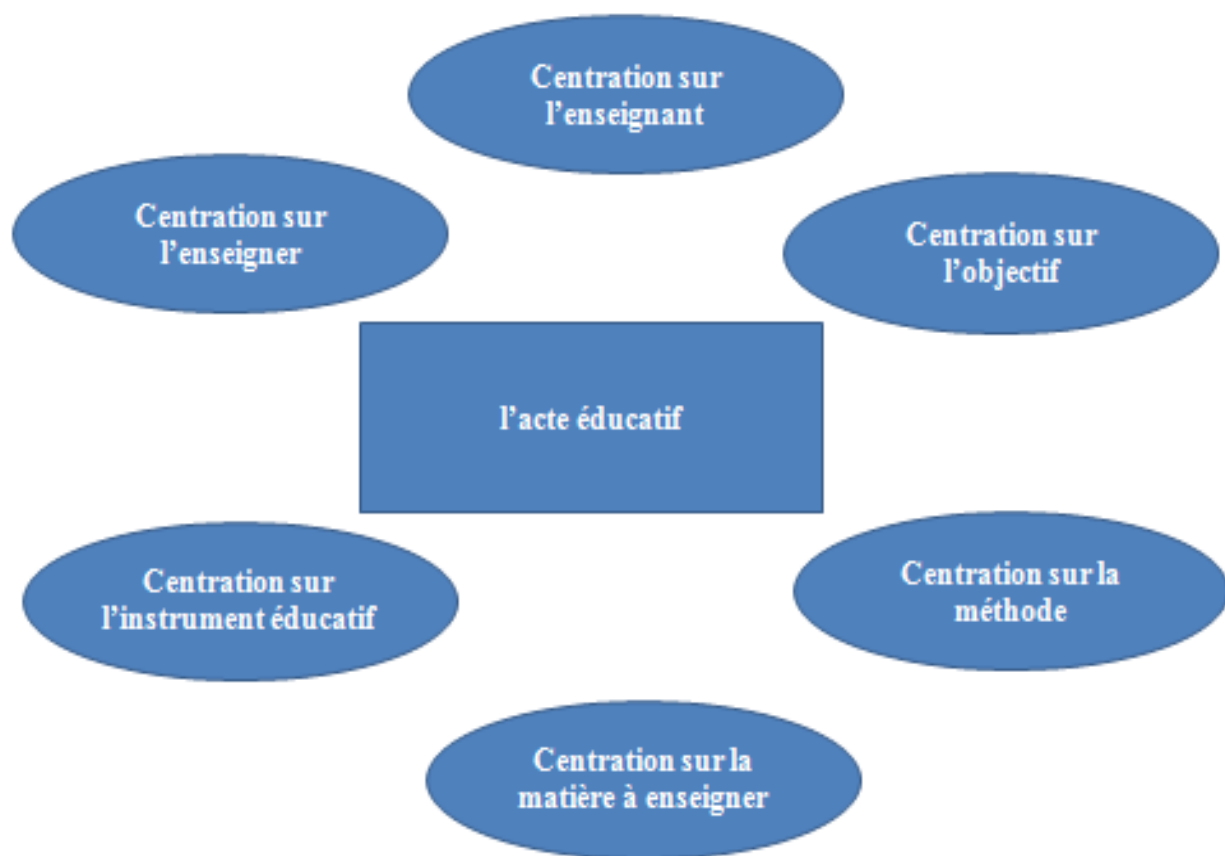 Centration sur
l'enseignant
Centration sur
l'enseigner
Centration sur
l'objectif
l'acte éducatif
Centration sur
l'instrument éducatif
Centration sur la
méthode
Centration sur la
matière à enseigner